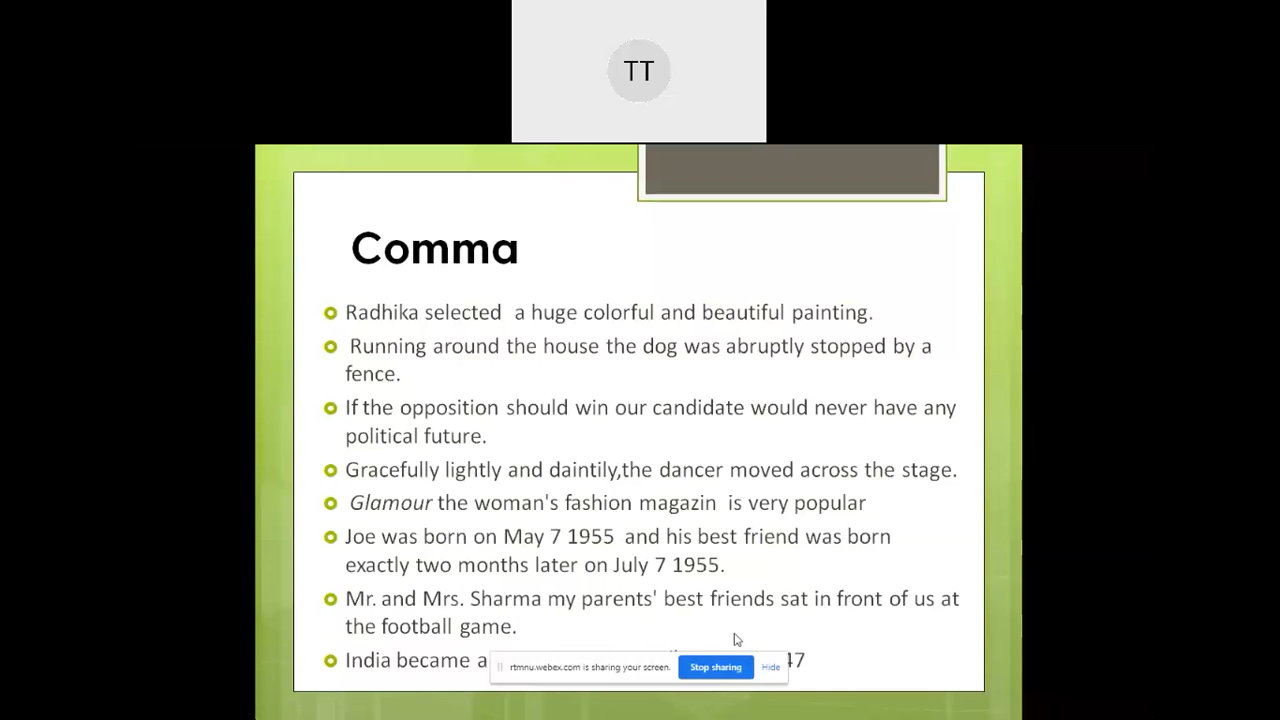 TT
Comma
Radhika selected  a huge colorful and beautiful painting.
Running around the house the dog was abruptly stopped by a
fence.
If the opposition should win our candidate would never have any
political future.
Gracefully lightly and daintily,the dancer moved across the stage.
Glamour the woman's fashion magazin  is very popular
Joe was born on May 7 1955  and his best friend was born
exactly two months later on July 7 1955.
Mr. and Mrs. Sharma my parents' best friends sat in front of us at
the football game.
India became a 47
rtmnu.webex.com is sharing your screen. Stop sharing Hide